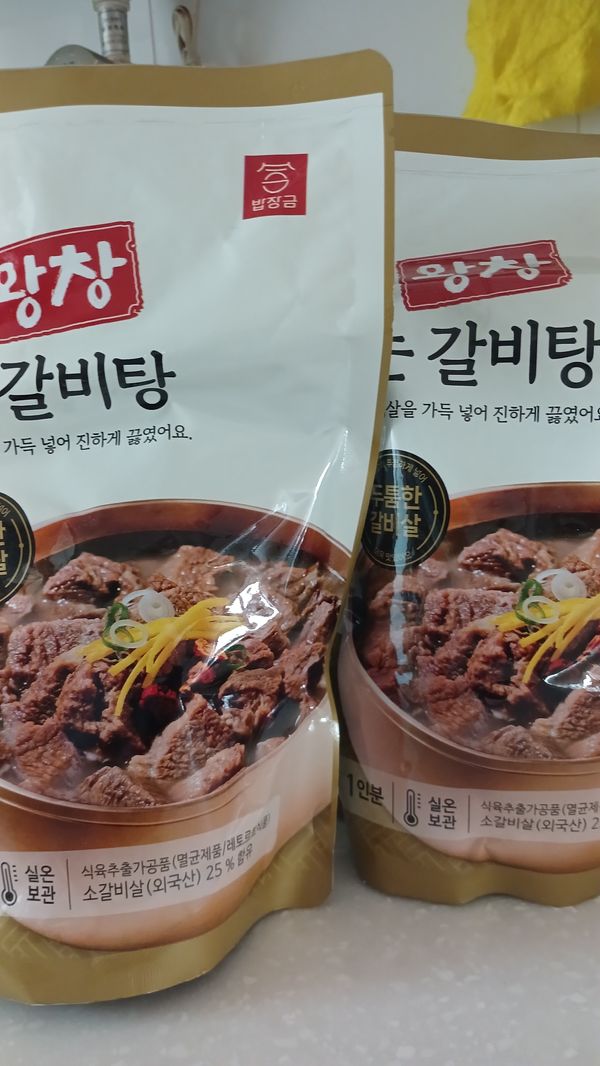 밥장금
왕창
갈비탕
가득 넣어 진하게 끓였어요.
실온
보관
식육추출가공품(멸균제품/레토르트식품)
소갈비살(외국산) 25% 함유
왕창
는 갈비탕
살을 가득 넣어 진하게 끓였어요
두툼한
갈비살
1인분
실온
보관
식육추출가공품(멸균제
소갈비살(외국산) 2